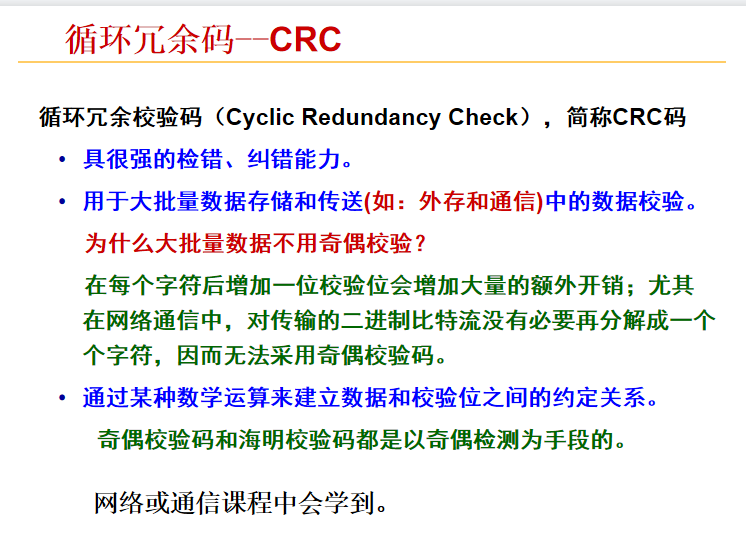 循环冗余码--CRC
循环冗余校验码（Cyclic Redundancy Check），简称CRC码
• 具很强的检错、纠错能力。
• 用于大批量数据存储和传送(如：外存和通信)中的数据校验。
为什么大批量数据不用奇偶校验？
在每个字符后增加一位校验位会增加大量的额外开销；尤其
在网络通信中，对传输的二进制比特流没有必要再分解成一个
个字符，因而无法采用奇偶校验码。
• 通过某种数学运算来建立数据和校验位之间的约定关系。
奇偶校验码和海明校验码都是以奇偶检测为手段的。
网络或通信课程中会学到。